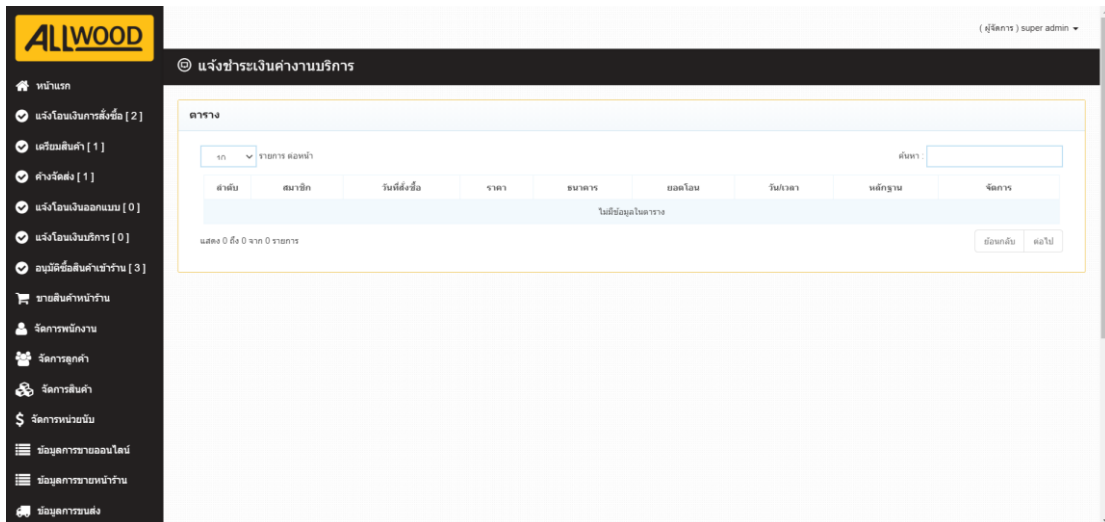 ALLWOOD
( ผู้จัดการ ) super admin
แจ้งชำระเงินค่างานบริการ
หน้าแรก
แจ้งโอนเงินการสั่งซื้อ [ 2 ]
เตรียมสินค้า [ 1 ]
ค้างจัดส่ง [ 1 ]
แจ้งโอนเงินออกแบบ [ 0 ]
แจ้งโอนเงินบริการ [ 0 ]
อนุมัติซื้อสินค้าเข้าร้าน [ 3 ]
ขายสินค้าหน้าร้าน
จัดการพนักงาน
จัดการลูกค้า
จัดการสินค้า
จัดการหน่วยนับ
ข้อมูลการขายออนไลน์
ข้อมูลการขายหน้าร้าน
ข้อมูลการขนส่ง
ตาราง
รายการ ต่อหน้า
ค้นหา :
ลำดับ สมาชิก วันที่สั่งซื้อ ราคา ธนาคาร ยอดโอน วัน/เวลา หลักฐาน จัดการ
ไม่มีข้อมูลในตาราง
แสดง 0 ถึง 0 จาก 0 รายการ
ย้อนกลับ ต่อไป